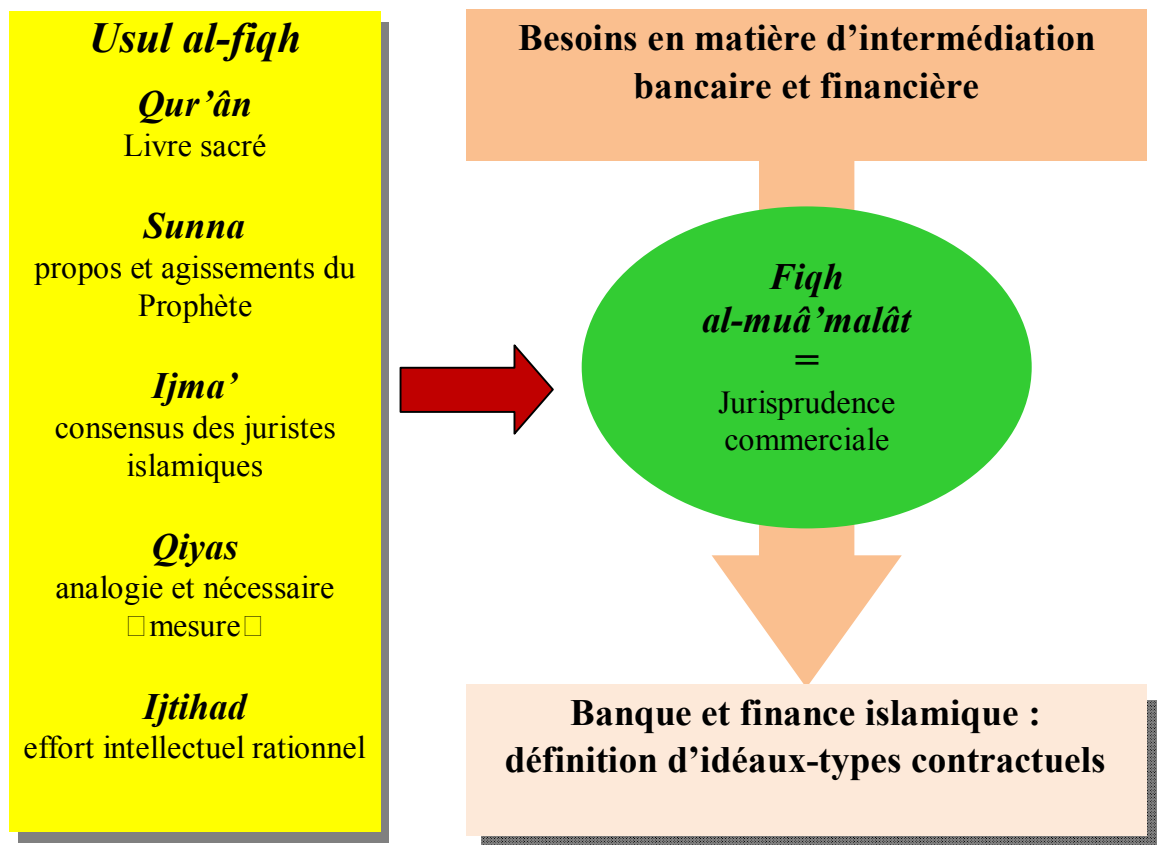 Usul al-fiqh
Qur’ân
Livre sacré
Sunna
propos et agissements du
Prophète
Ijma’
consensus des juristes
islamiques
Qiyas
analogie et nécessaire
□mesure□
Ijtihad
effort intellectuel rationnel
Besoins en matière d’intermédiation
bancaire et financière
Fiqh
al-muâ’malât
=
Jurisprudence
commerciale
Banque et finance islamique :
définition d’idéaux-types contractuels